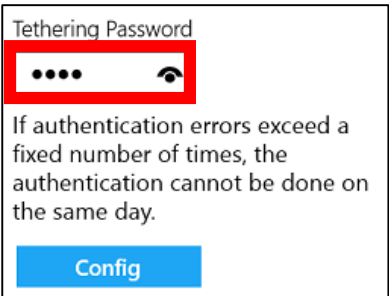 Tethering Password
••••
If authentication errors exceed a
fixed number of times, the
authentication cannot be done on
the same day.
Config